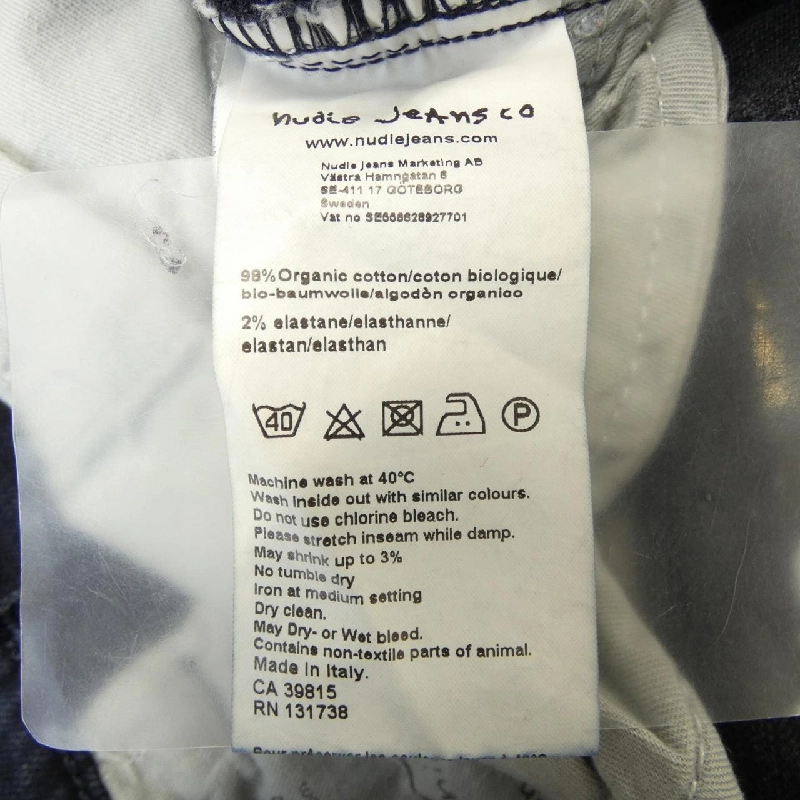 nudie Jeans co
www.nudiejeans.com
Nudie Jeans Marketing AB
Västra Hamngatan 6
SE-411 17 GÖTEBORG
Sweden
Vat no SE556628927701
98%Organic cotton/coton biologique/
bio-baumwolle/algodòn organico
2% elastane/elasthanne/
elastan/elasthan
40
P
Machine wash at 40°C
Wash inside out with similar colours.
Do not use chlorine bleach.
Please stretch inseam while damp.
May shrink up to 3%
No tumble dry
Iron at medium setting
Dry clean.
May Dry- or Wet bleed.
Contains non-textile parts of animal.
Made in Italy.
CA 39815
RN 131738